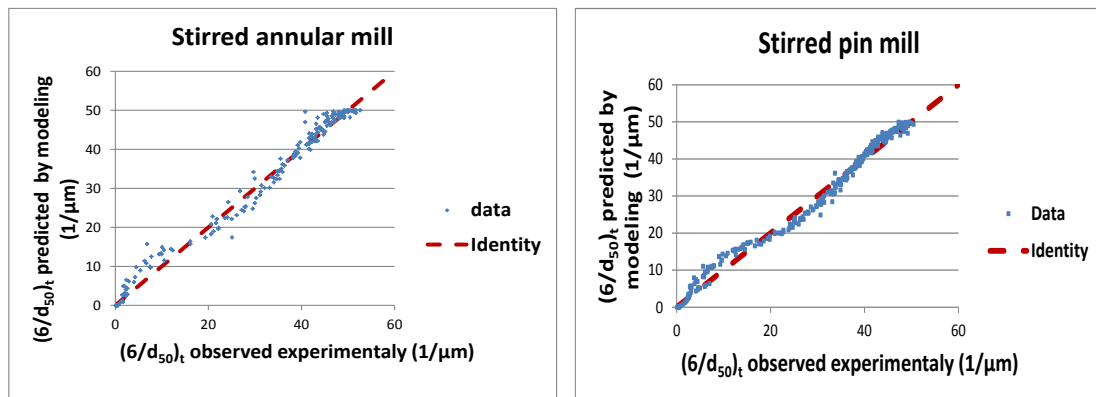 Stirred annular mill
60
50
40
30
20
10
0
0 20 40 60
(6/d50)t predicted by modeling
(1/µm)
(6/d50)t observed experimentaly (1/µm)
data
Identity
Stirred pin mill
60
50
40
30
20
10
0
0 20 40 60
(6/d50)t predicted by
modeling (1/µm)
(6/d50)t observed experimentaly (1/µm)
Data
Identity